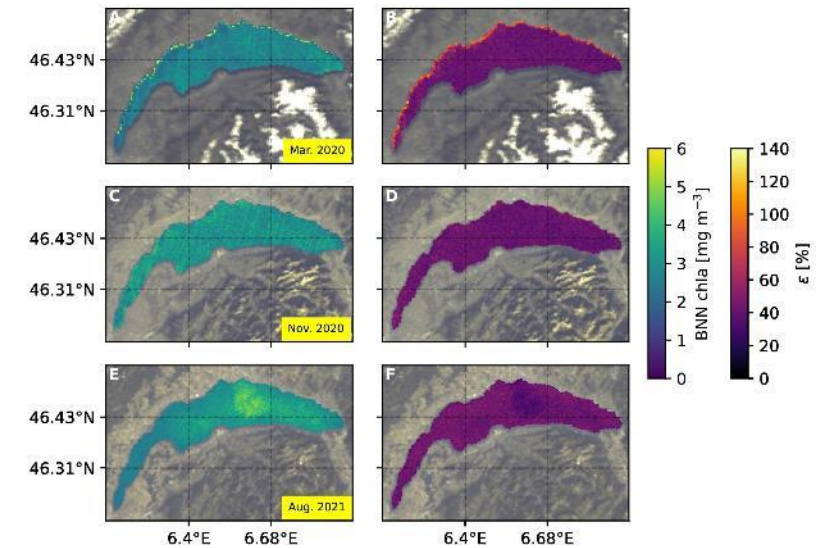 A
B
46.43°N
46.31°N
Mar. 2020
C
D
46.43°N
46.31°N
Nov. 2020
E
F
46.43°N
46.31°N
Aug. 2021
6.4°E 6.68°E
6.4°E 6.68°E
6
5
4
3
2
1
0
BNN chla [mg m⁻³]
140
120
100
80
60
40
20
0
ε [%]